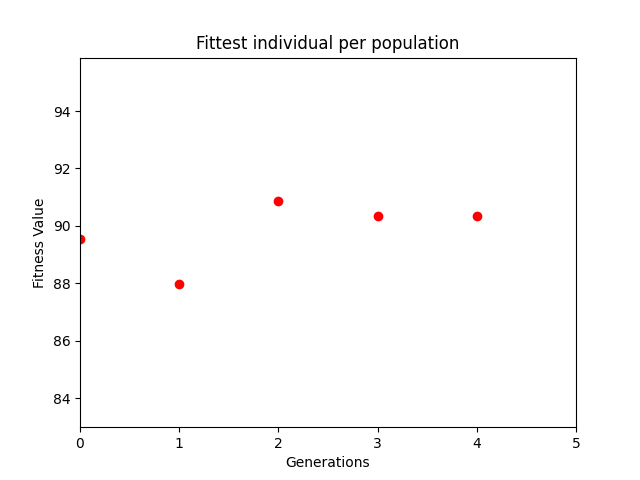 Fittest individual per population
94
92
90
88
86
84
Fitness Value
0 1 2 3 4 5
Generations